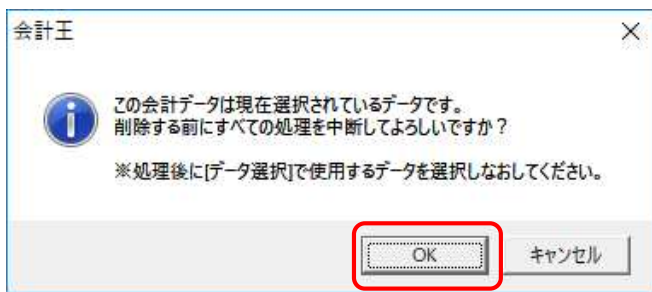 会計王
この会計データは現在選択されているデータです。
削除する前にすべての処理を中断してよろしいですか？
※処理後に[データ選択]で使用するデータを選択しなおしてください。
OK
キャンセル